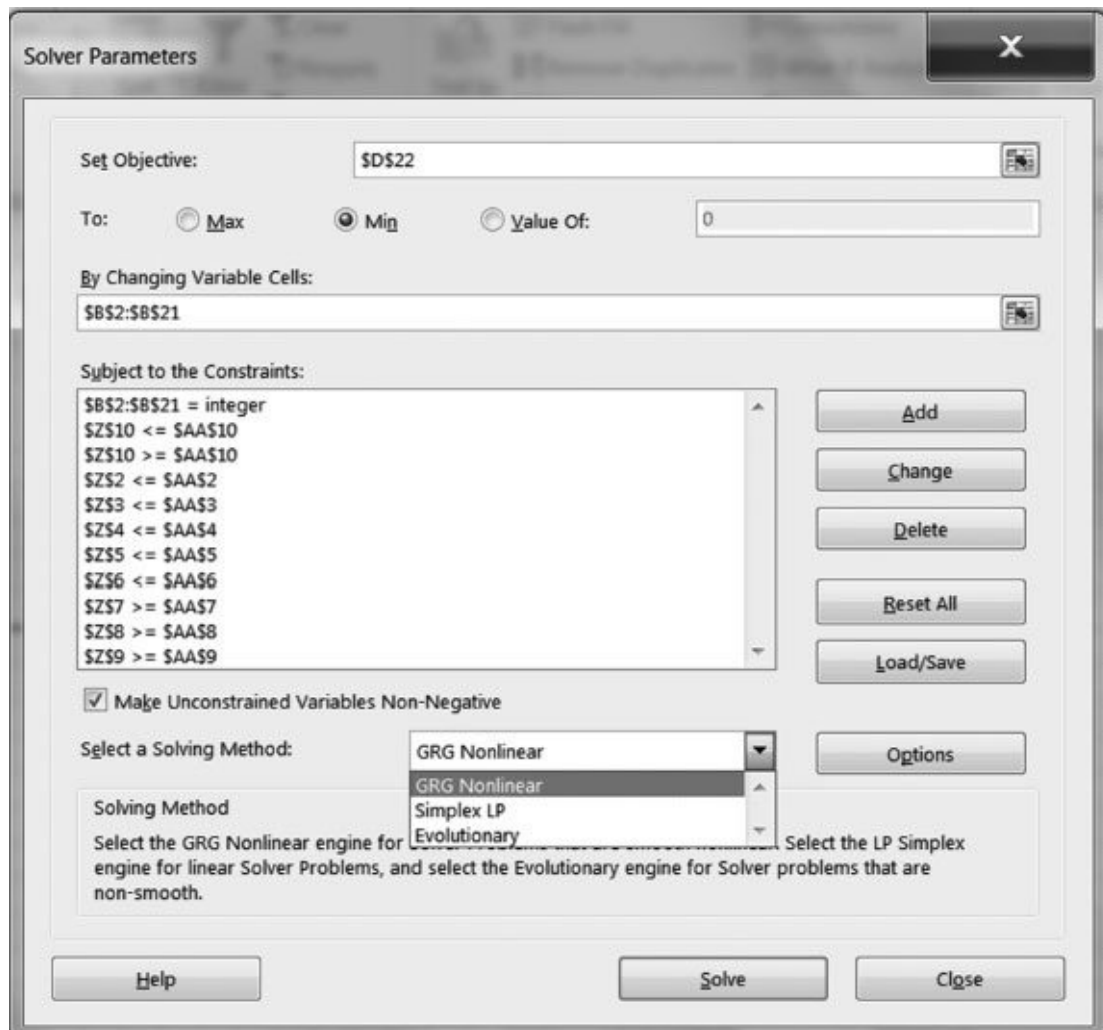 Solver Parameters
X
Set Objective:
$D$22
To:
Max
Min
Value Of:
0
By Changing Variable Cells:
$B$2:$B$21
Subject to the Constraints:
$B$2:$B$21 = integer
$Z$10 <= $AA$10
$Z$10 >= $AA$10
$Z$2 <= $AA$2
$Z$3 <= $AA$3
$Z$4 <= $AA$4
$Z$5 <= $AA$5
$Z$6 <= $AA$6
$Z$7 >= $AA$7
$Z$8 >= $AA$8
$Z$9 >= $AA$9
Add
Change
Delete
Reset All
Load/Save
Make Unconstrained Variables Non-Negative
Select a Solving Method:
GRG Nonlinear
Options
GRG Nonlinear
Simplex LP
Evolutionary
Solving Method
Select the GRG Nonlinear engine for Select the LP Simplex
engine for linear Solver Problems, and select the Evolutionary engine for Solver problems that are
non-smooth.
Help
Solve
Close